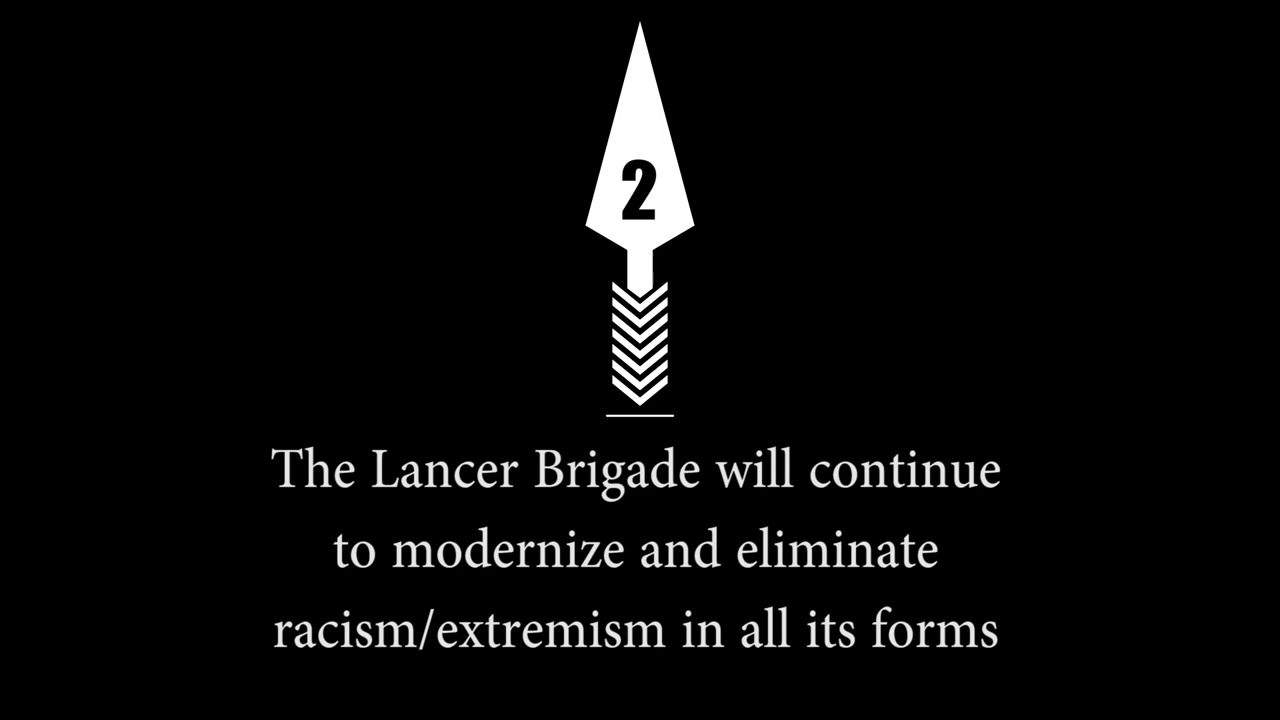 2
The Lancer Brigade will continue
to modernize and eliminate
racism/extremism in all its forms